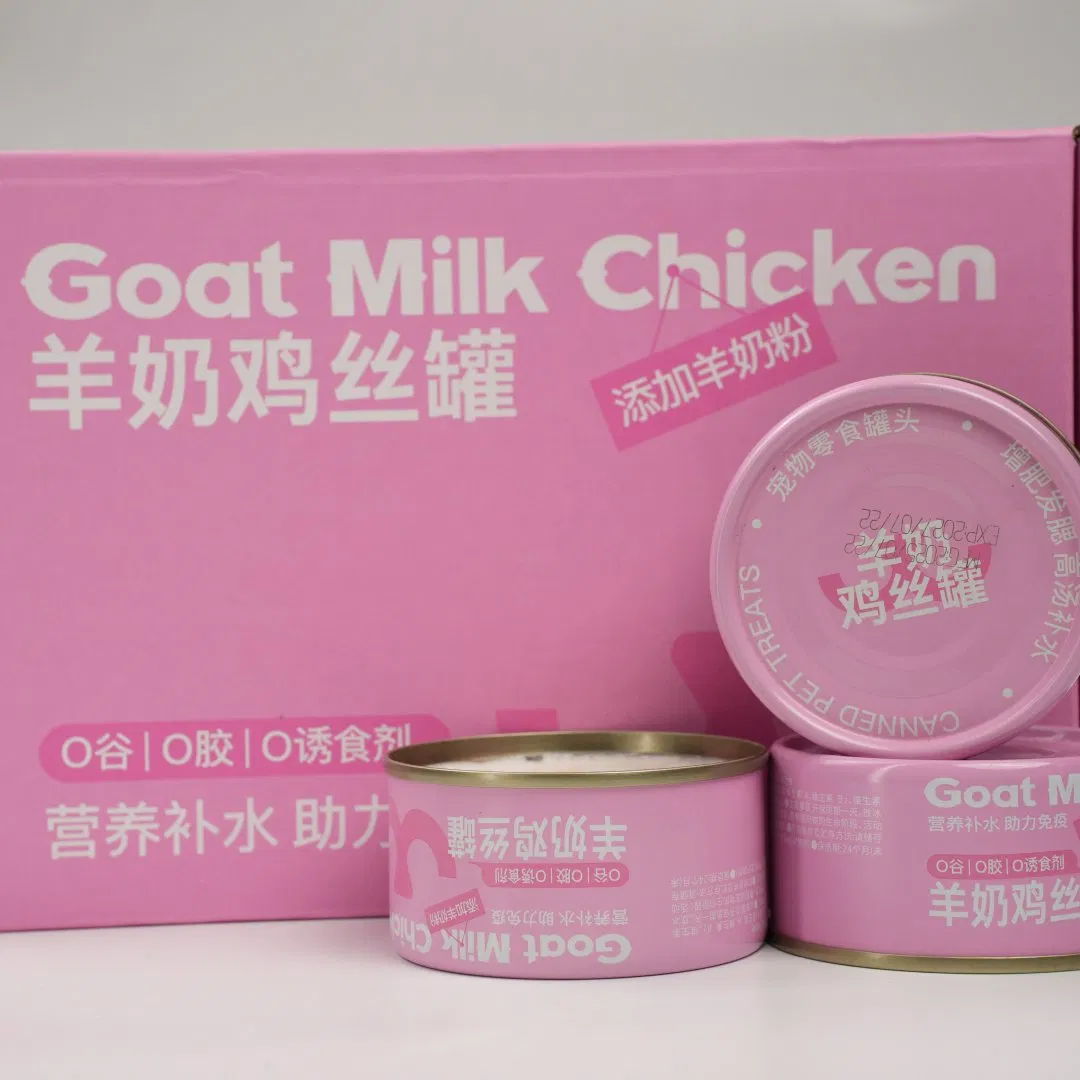 Goat Milk Chicken
羊奶鸡丝罐
添加羊奶粉
0谷|0胶|0诱食剂
营养补水 助力
宠物零食罐头
增肥发腮 高汤补水
CANNED PET TREATS
EXP:2027/07/22
羊奶
鸡丝罐
羊奶鸡丝罐
0谷|0胶|0诱食剂
添加羊奶粉
营养补水 助力免疫
Goat Milk Chic
Goat M
营养补水 助力免疫
0谷|0胶|0诱食剂
羊奶鸡丝